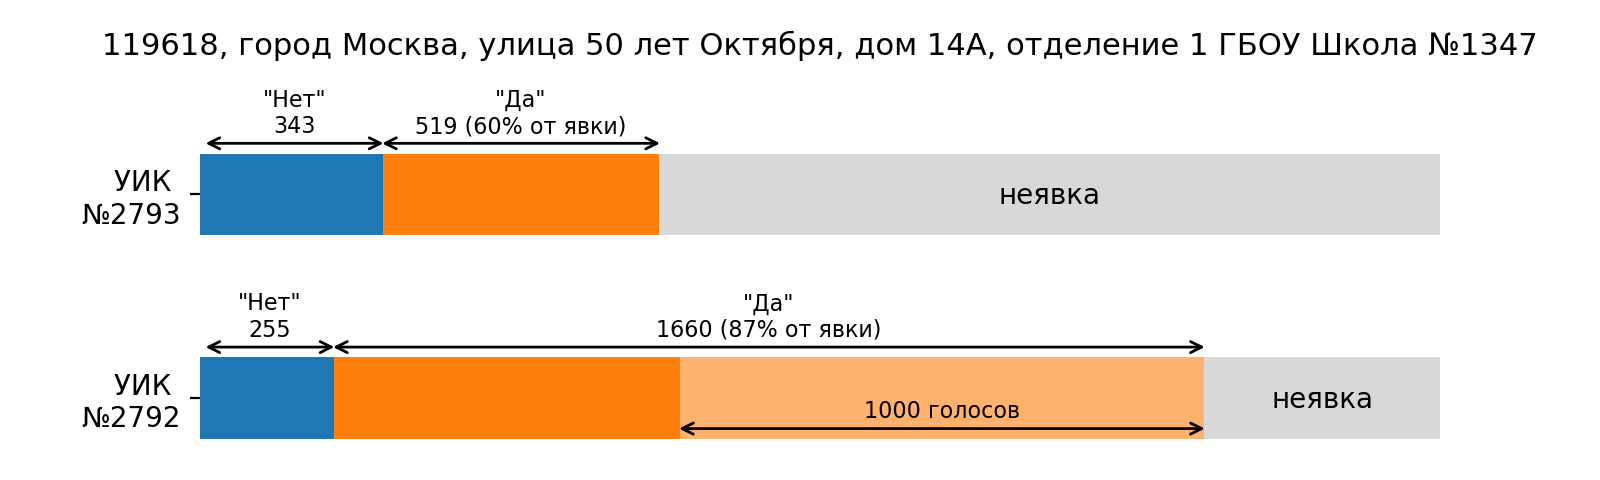 119618, город Москва, улица 50 лет Октября, дом 14А, отделение 1 ГБОУ Школа №1347
"Нет"
343
"Да"
519 (60% от явки)
УИК
№2793
неявка
"Нет"
255
"Да"
1660 (87% от явки)
УИК
№2792
1000 голосов
неявка